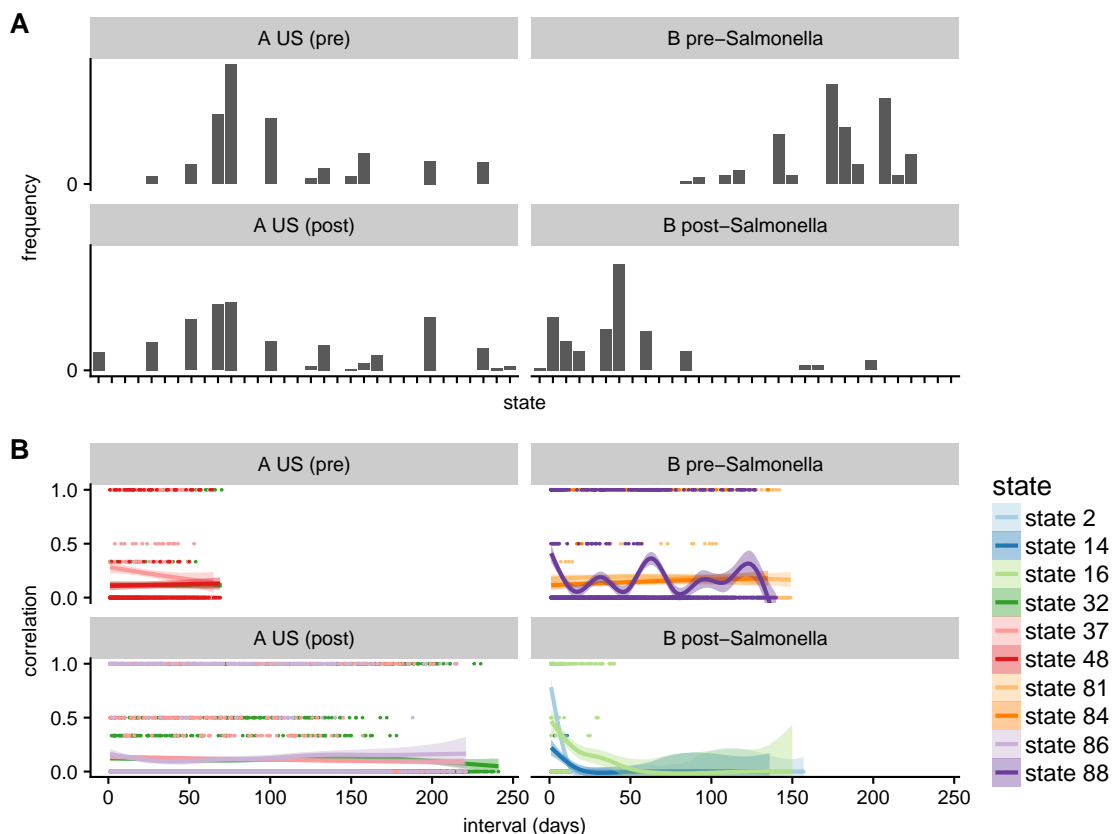 A
A US (pre)
B pre−Salmonella
0
A US (post)
B post−Salmonella
0
frequency
state
B
A US (pre)
B pre−Salmonella
1.0
0.5
0.0
A US (post)
B post−Salmonella
1.0
0.5
0.0
correlation
0 50 100 150 200 250 0 50 100 150 200 250
interval (days)
state
state 2
state 14
state 16
state 32
state 37
state 48
state 81
state 84
state 86
state 88